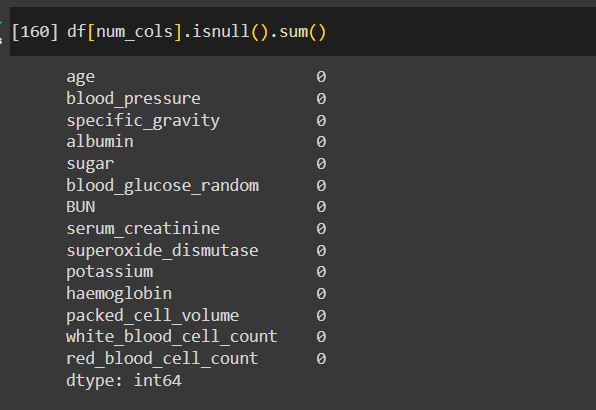 [160] df[num_cols].isnull().sum()
age 0
blood_pressure 0
specific_gravity 0
albumin 0
sugar 0
blood_glucose_random 0
BUN 0
serum_creatinine 0
superoxide_dismutase 0
potassium 0
haemoglobin 0
packed_cell_volume 0
white_blood_cell_count 0
red_blood_cell_count 0
dtype: int64